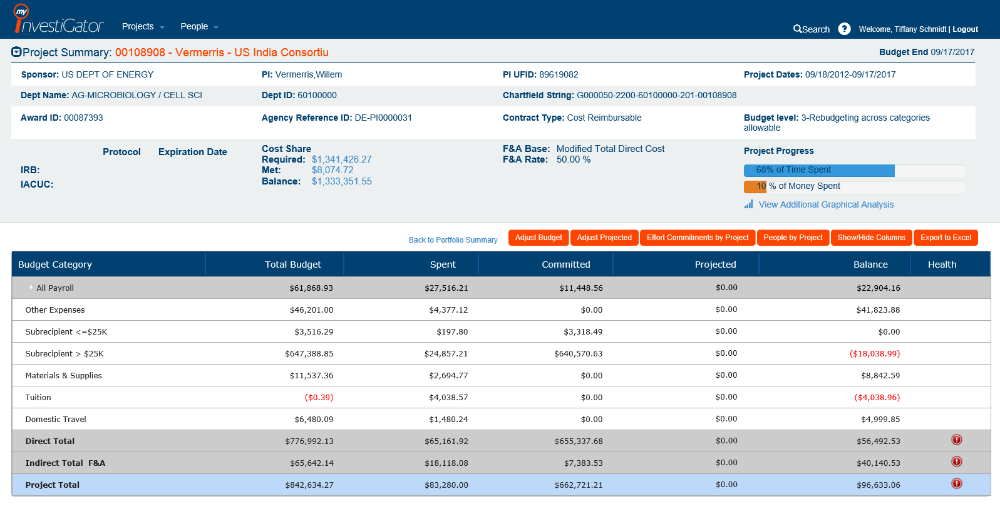 my
InvestiGator
Projects People
Search ? Welcome, Tiffany Schmidt | Logout
Project Summary: 00108908 - Vermerris - US India Consortiu
Budget End 09/17/2017
Sponsor: US DEPT OF ENERGY PI: Vermerris,Willem PI UFID: 89619082 Project Dates: 09/18/2012-09/17/2017
Dept Name: AG-MICROBIOLOGY / CELL SCI Dept ID: 60100000 Chartfield String: G000050-2200-60100000-201-00108908
Award ID: 00087393 Agency Reference ID: DE-PI0000031 Contract Type: Cost Reimbursable Budget level: 3-Rebudgeting across categories
allowable
Protocol Expiration Date
IRB:
IACUC:
Cost Share
Required: $1,341,426.27
Met: $8,074.72
Balance: $1,333,351.55
F&A Base: Modified Total Direct Cost
F&A Rate: 50.00 %
Project Progress
68% of Time Spent
10 % of Money Spent
View Additional Graphical Analysis
Back to Portfolio Summary Adjust Budget Adjust Projected Effort Commitments by Project People by Project Show/Hide Columns Export to Excel
Budget Category Total Budget Spent Committed Projected Balance Health
All Payroll $61,868.93 $27,516.21 $11,448.56 $0.00 $22,904.16
Other Expenses $46,201.00 $4,377.12 $0.00 $0.00 $41,823.88
Subrecipient <=$25K $3,516.29 $197.80 $3,318.49 $0.00 $0.00
Subrecipient > $25K $647,388.85 $24,857.21 $640,570.63 $0.00 ($18,038.99)
Materials & Supplies $11,537.36 $2,694.77 $0.00 $0.00 $8,842.59
Tuition ($0.39) $4,038.57 $0.00 $0.00 ($4,038.96)
Domestic Travel $6,480.09 $1,480.24 $0.00 $0.00 $4,999.85
Direct Total $776,992.13 $65,161.92 $655,337.68 $0.00 $56,492.53
Indirect Total F&A $65,642.14 $18,118.08 $7,383.53 $0.00 $40,140.53
Project Total $842,634.27 $83,280.00 $662,721.21 $0.00 $96,633.06